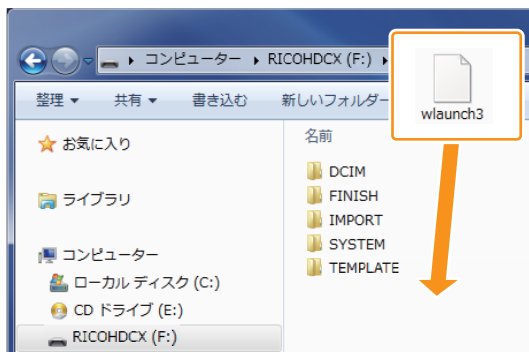 コンピューター ▸ RICOHDCX (F:) ▸
wlaunch3
整理 ▼ 共有 ▼ 書き込む 新しいフォルダー
お気に入り
ライブラリ
コンピューター
ローカル ディスク (C:)
CD ドライブ (E:)
RICOHDCX (F:)
名前
DCIM
FINISH
IMPORT
SYSTEM
TEMPLATE